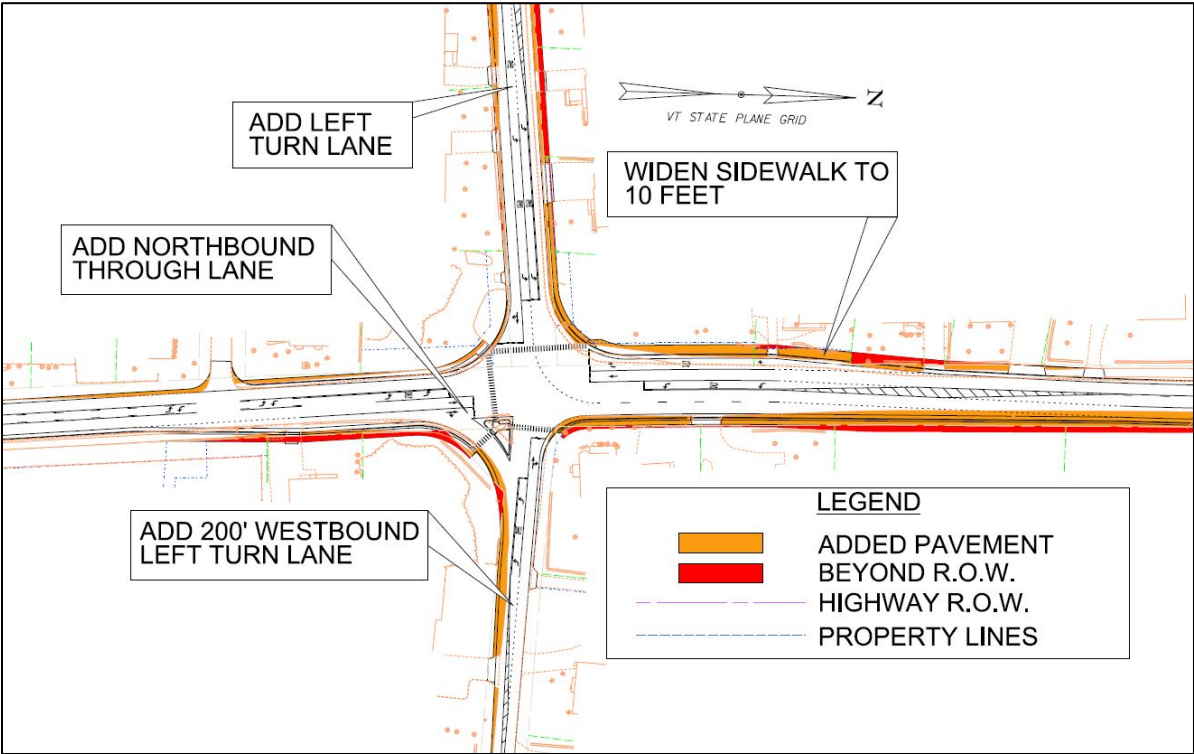 ADD LEFT
TURN LANE
N
VT STATE PLANE GRID
WIDEN SIDEWALK TO
10 FEET
ADD NORTHBOUND
THROUGH LANE
ADD 200' WESTBOUND
LEFT TURN LANE
LEGEND
ADDED PAVEMENT
BEYOND R.O.W.
HIGHWAY R.O.W.
PROPERTY LINES